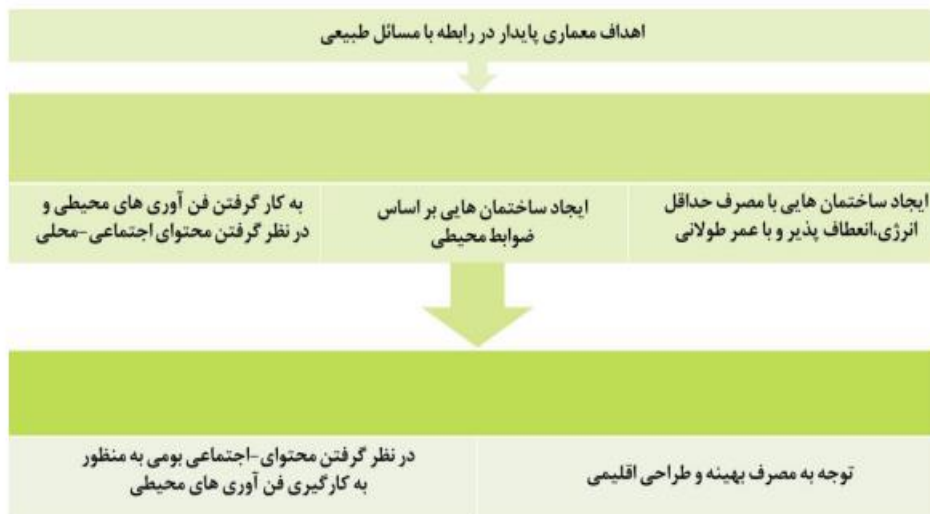 اهداف معماری پایدار در رابطه با مسائل طبیعی
ایجاد ساختمان هایی با مصرف حداقل
انرژی،انعطاف پذیر و با عمر طولانی
ایجاد ساختمان هایی بر اساس
ضوابط محیطی
به کار گرفتن فن آوری های محیطی و
در نظر گرفتن محتوای اجتماعی-محلی
توجه به مصرف بهینه و طراحی اقلیمی
در نظر گرفتن محتوای-اجتماعی بومی به منظور
به کارگیری فن آوری های محیطی